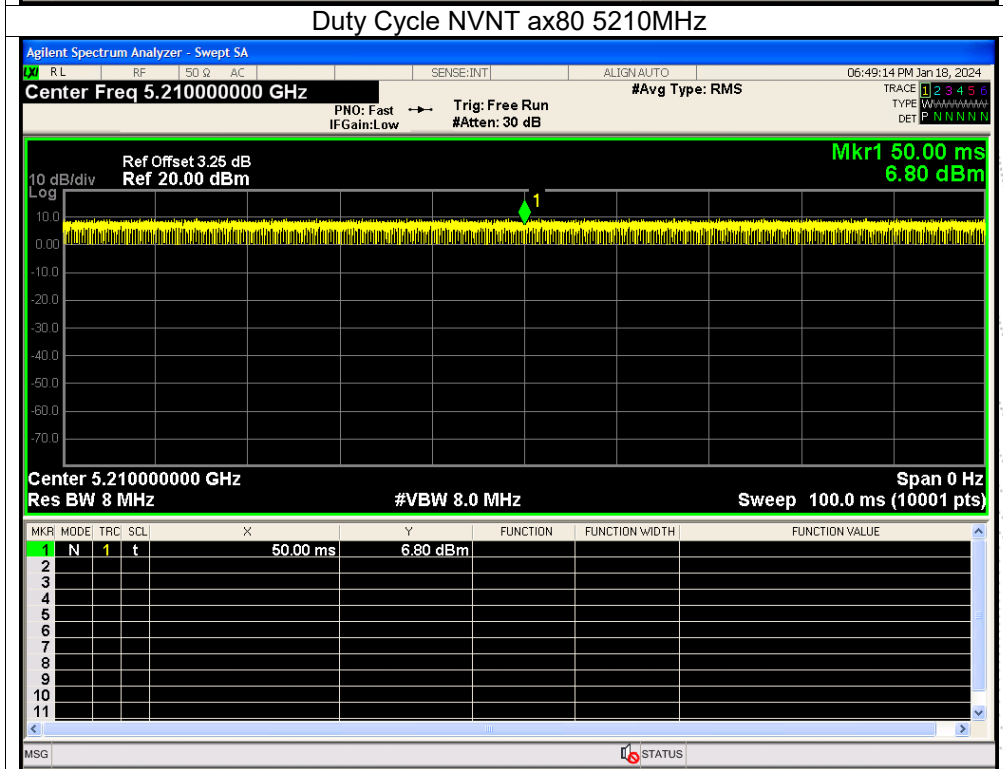 Duty Cycle NVNT ax80 5210MHz
Agilent Spectrum Analyzer - Swept SA
LXI RL RF 50 Ω AC SENSE:INT ALIGN AUTO 06:49:14 PM Jan 18, 2024
Center Freq 5.210000000 GHz #Avg Type: RMS TRACE 1 2 3 4 5 6
PNO: Fast Trig: Free Run TYPE WWWWWW
IFGain:Low #Atten: 30 dB DET P N N N N N
Mkr1 50.00 ms
6.80 dBm
Ref Offset 3.25 dB
10 dB/div Ref 20.00 dBm
Log
1
10.0
0.00
-10.0
-20.0
-30.0
-40.0
-50.0
-60.0
-70.0
Center 5.210000000 GHz Span 0 Hz
Res BW 8 MHz #VBW 8.0 MHz Sweep 100.0 ms (10001 pts)
MKR MODE TRC SCL X Y FUNCTION FUNCTION WIDTH FUNCTION VALUE
1 N 1 t 50.00 ms 6.80 dBm
2
3
4
5
6
7
8
9
10
11
MSG STATUS